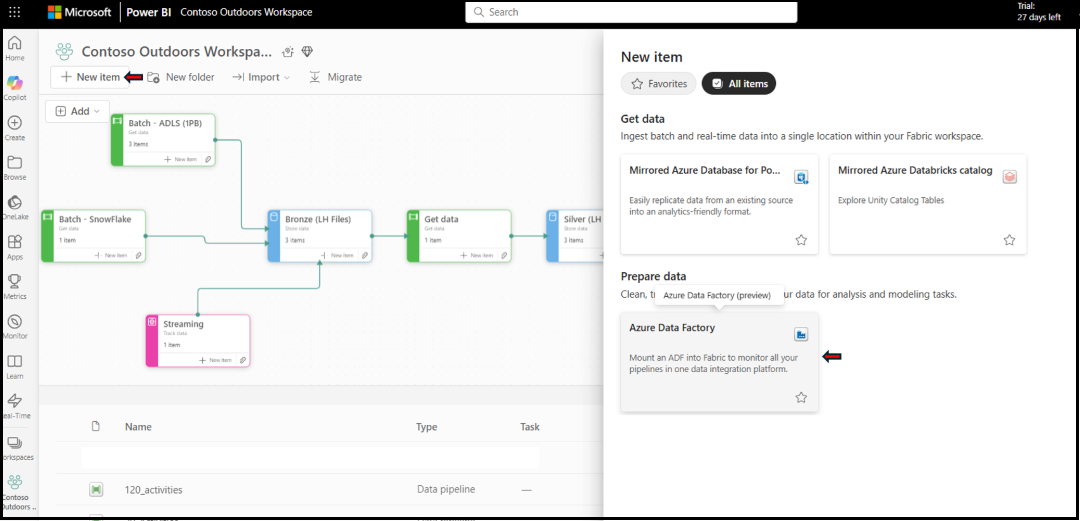 Microsoft Power BI Contoso Outdoors Workspace
Search
Trial:
27 days left
Home
Copilot
Create
Browse
OneLake
Apps
Metrics
Monitor
Learn
eal-Time
orkspaces
Contoso
utdoors ..
Contoso Outdoors Workspa...
New item
New folder
Import
Migrate
Add
Batch - ADLS (1PB)
Get data
3 items
New item
Batch - SnowFlake
Get data
1 item
New item
Bronze (LH Files)
Store data
3 items
New item
Get data
Get data
1 item
New item
Silver (LH
Store data
3 items
Streaming
Track data
1 item
New item
Name Type Task
120_activities Data pipeline —
New item
Favorites
All items
Get data
Ingest batch and real-time data into a single location within your Fabric workspace.
Mirrored Azure Database for Po...
Easily replicate data from an existing source
into an analytics-friendly format.
Mirrored Azure Databricks catalog
Explore Unity Catalog Tables
Prepare data
Clean, tr
Azure Data Factory (preview)
ur data for analysis and modeling tasks.
Azure Data Factory
Mount an ADF into Fabric to monitor all your
pipelines in one data integration platform.